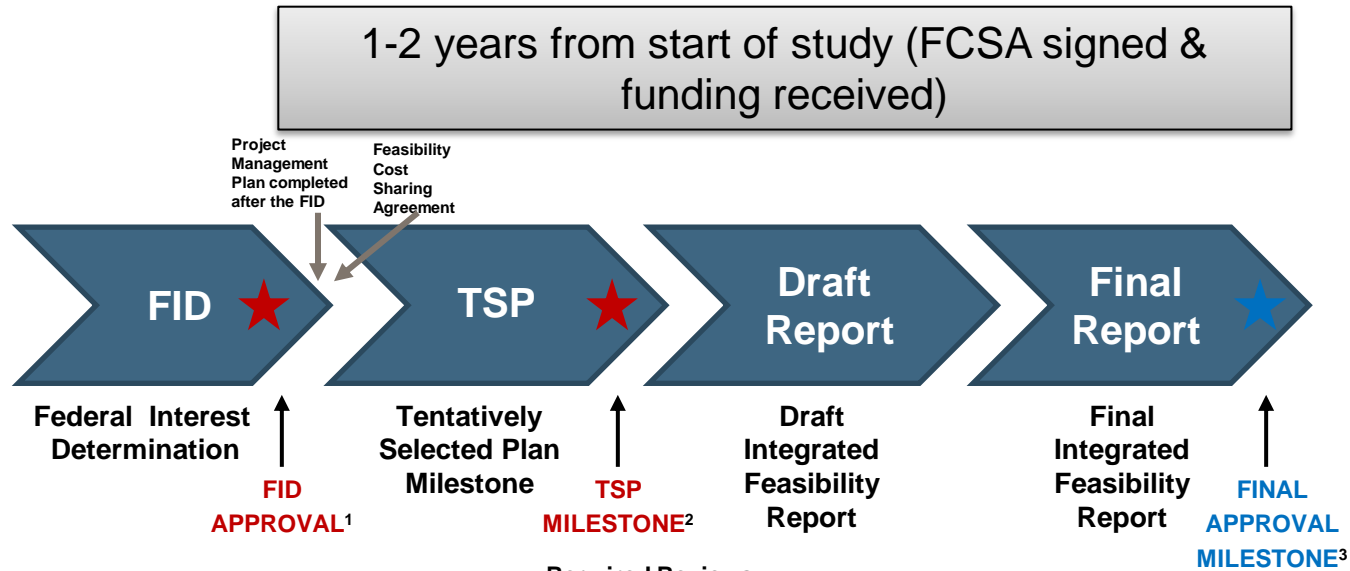 1-2 years from start of study (FCSA signed &
funding received)
Project
Management
Plan completed
after the FID
Feasibility
Cost
Sharing
Agreement
FID
TSP
Draft
Report
Final
Report
Federal Interest
Determination
Tentatively
Selected Plan
Milestone
Draft
Integrated
Feasibility
Report
Final
Integrated
Feasibility
Report
FID
APPROVAL¹
TSP
MILESTONE²
FINAL
APPROVAL
MILESTONE³